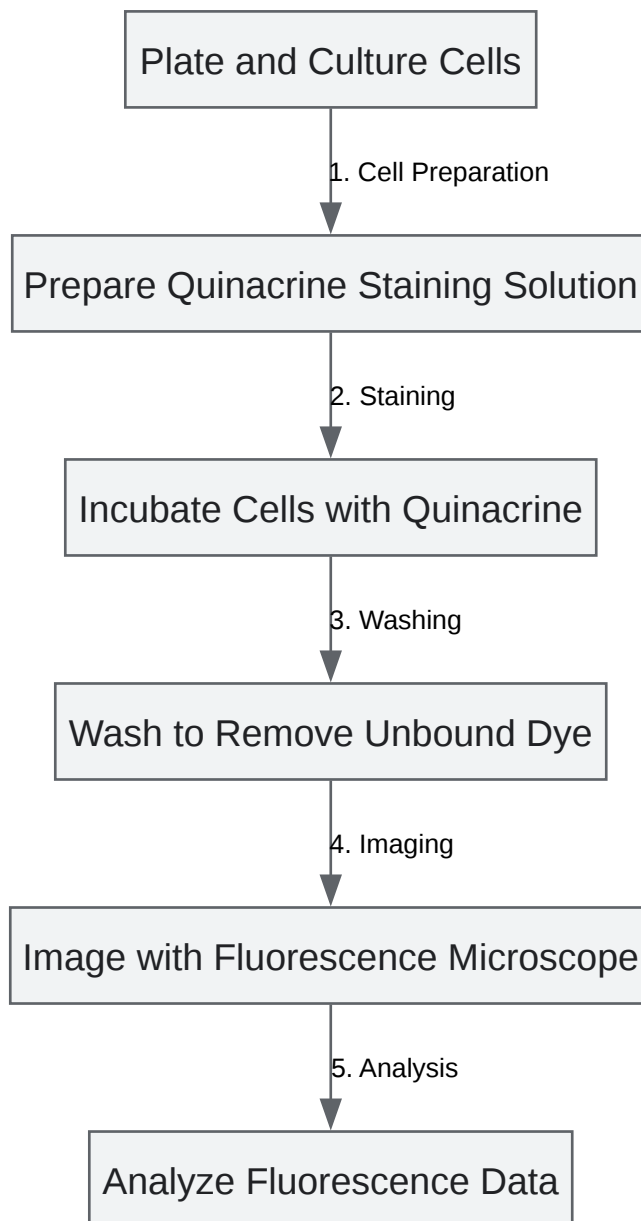 Plate and Culture Cells
1. Cell Preparation
Prepare Quinacrine Staining Solution
2. Staining
Incubate Cells with Quinacrine
3. Washing
Wash to Remove Unbound Dye
4. Imaging
Image with Fluorescence Microscope
5. Analysis
Analyze Fluorescence Data